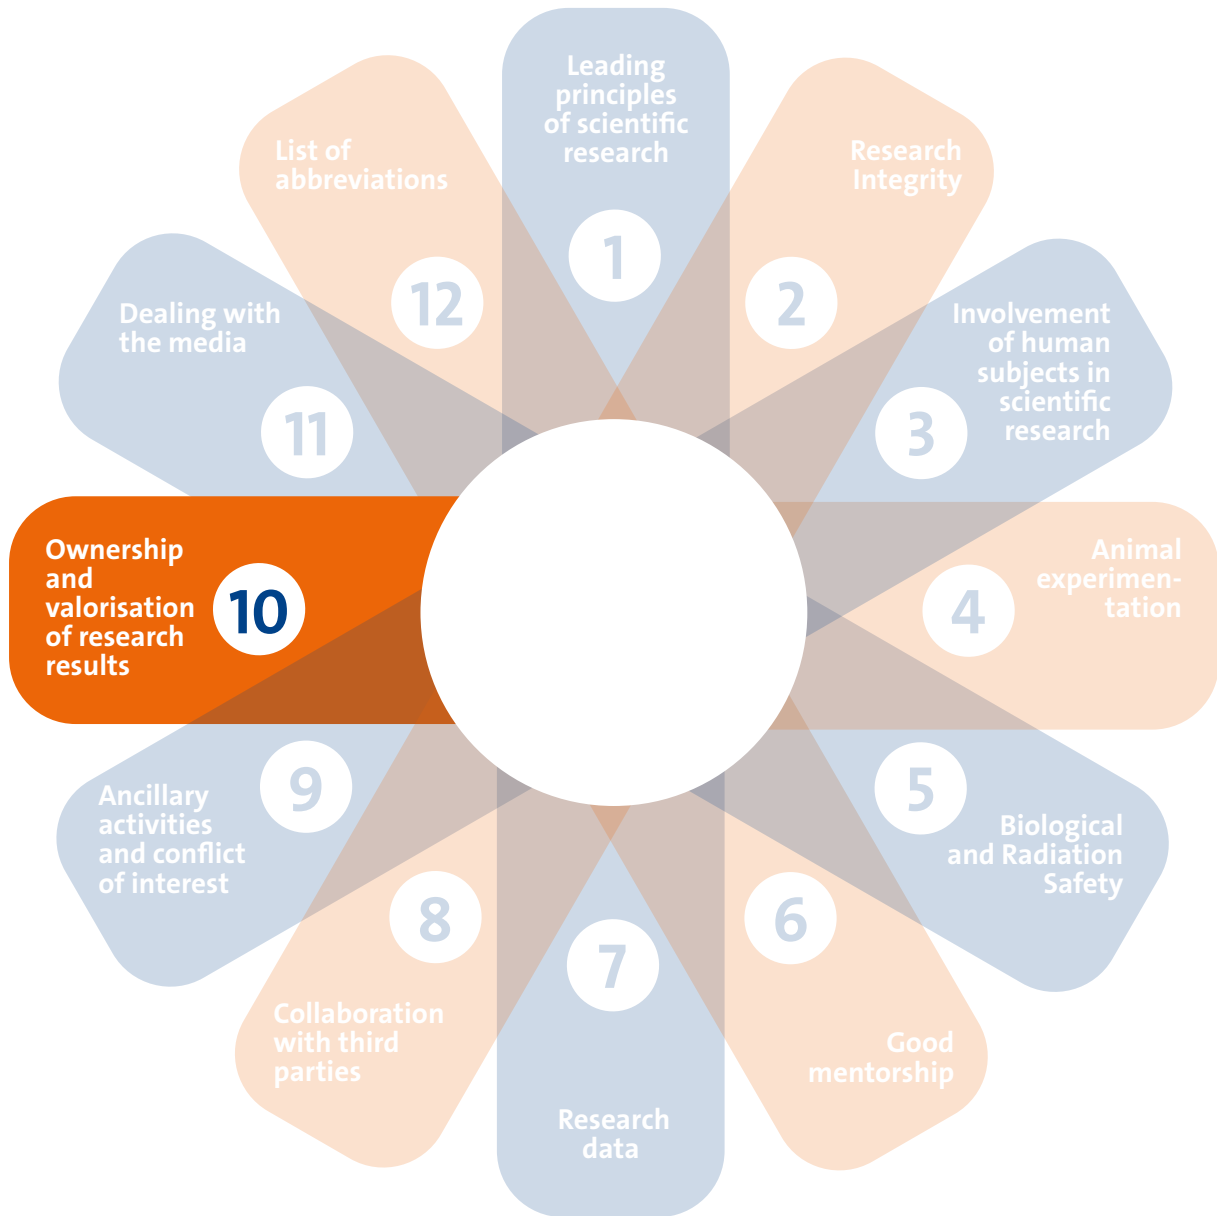 Leading
principles
of scientific
research
1
Research
Integrity
2
Involvement
of human
subjects in
scientific
research
3
Animal
experimen-
tation
4
Biological
and Radiation
Safety
5
Good
mentorship
6
Research
data
7
Collaboration
with third
parties
8
Ancillary
activities
and conflict
of interest
9
Ownership
and
valorisation
of research
results
10
Dealing with
the media
11
List of
abbreviations
12